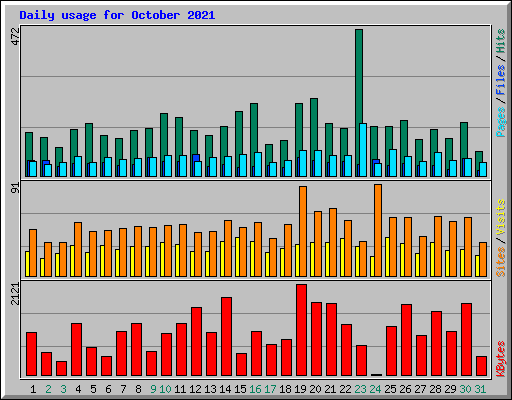 Daily usage for October 2021
472
Pages / Files / Hits
91
Sites / Visits
2121
KBytes
1 2 3 4 5 6 7 8 9 10 11 12 13 14 15 16 17 18 19 20 21 22 23 24 25 26 27 28 29 30 31